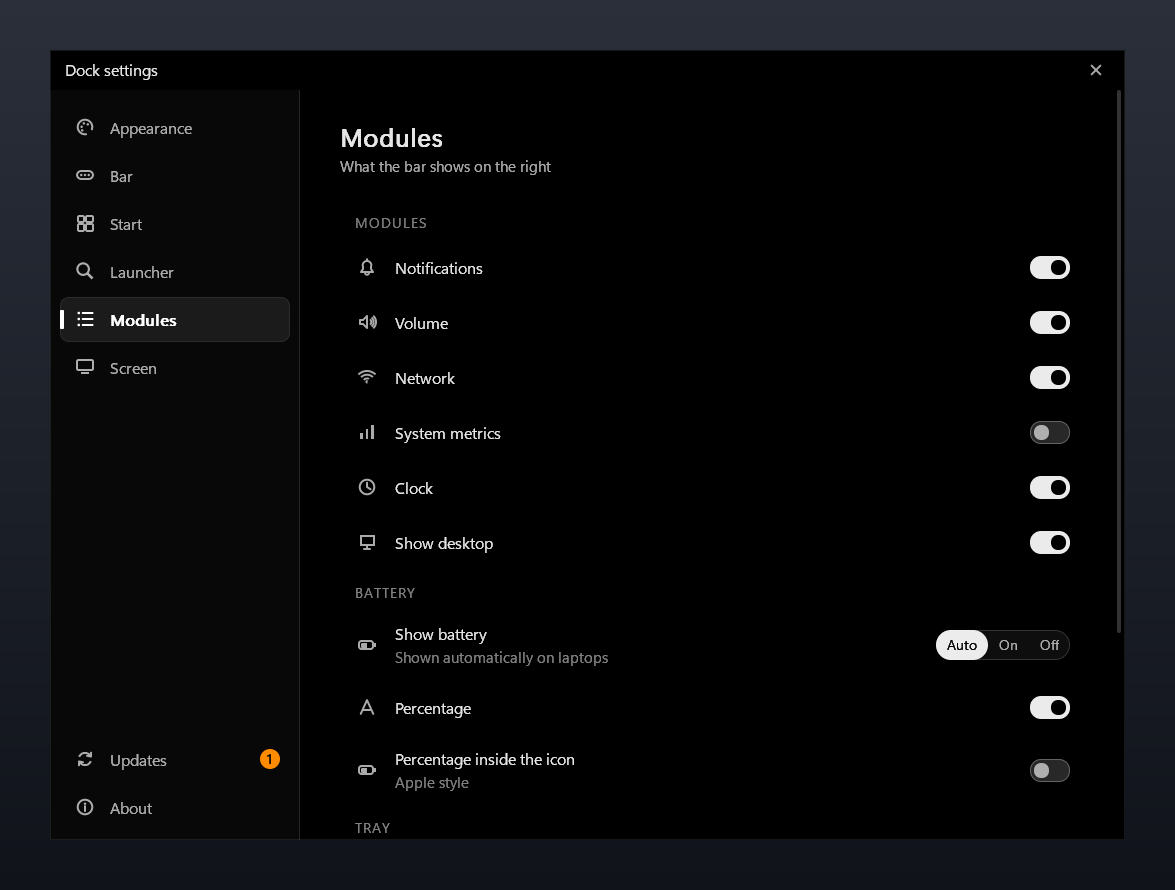 Dock settings
Appearance
Bar
Start
Launcher
Modules
Screen
Updates
1
About
Modules
What the bar shows on the right
MODULES
Notifications
Volume
Network
System metrics
Clock
Show desktop
BATTERY
Show battery
Shown automatically on laptops
Auto On Off
Percentage
Percentage inside the icon
Apple style
TRAY